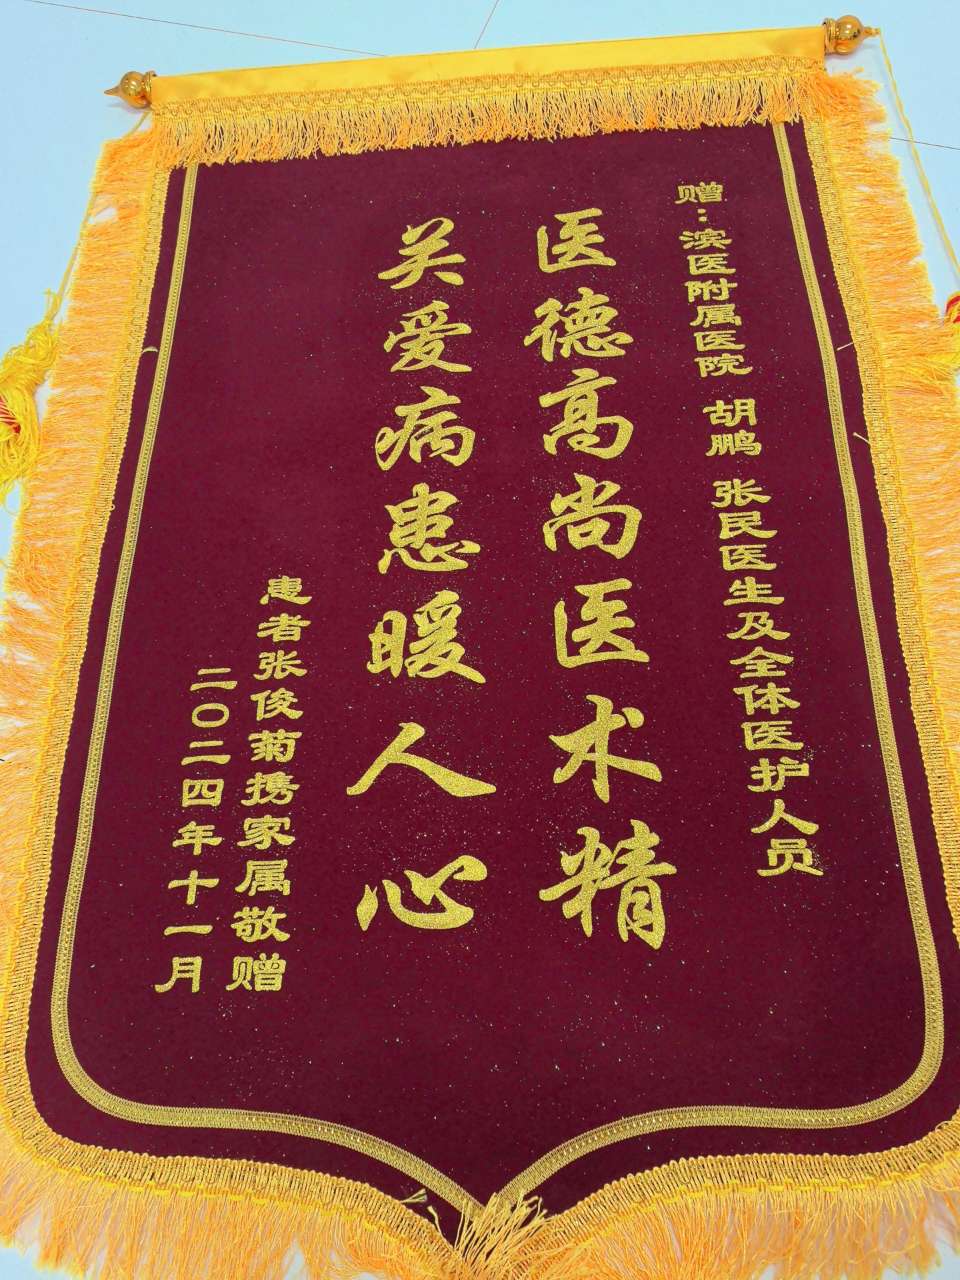 赠：滨医附属医院 胡鹏 张民医生及全体医护人员
医德高尚医术精
关爱病患暖人心
患者张俊菊携家属敬赠
二〇二四年十一月